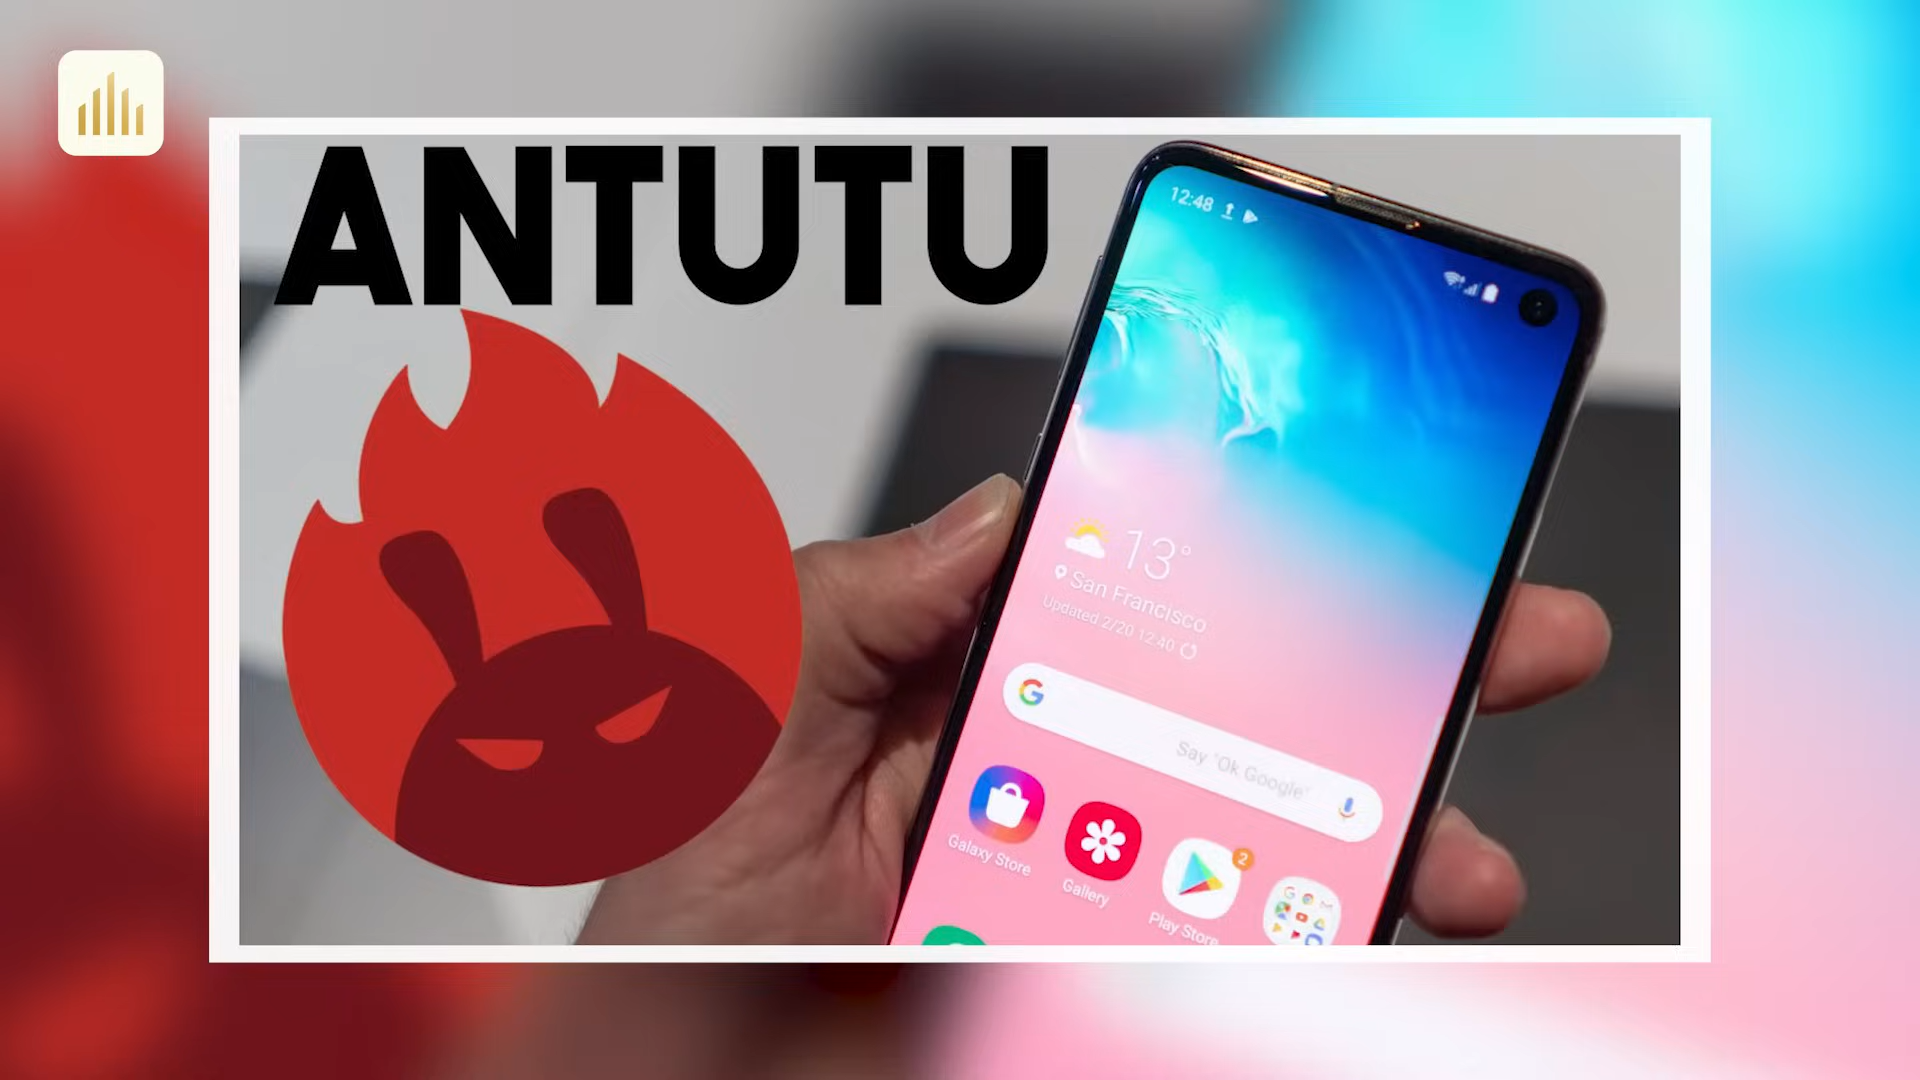 ANTUTU
12:48
13°
San Francisco
Updated 2/20 12:40
Say "Ok Google"
Galaxy Store
Gallery
2
Play Store